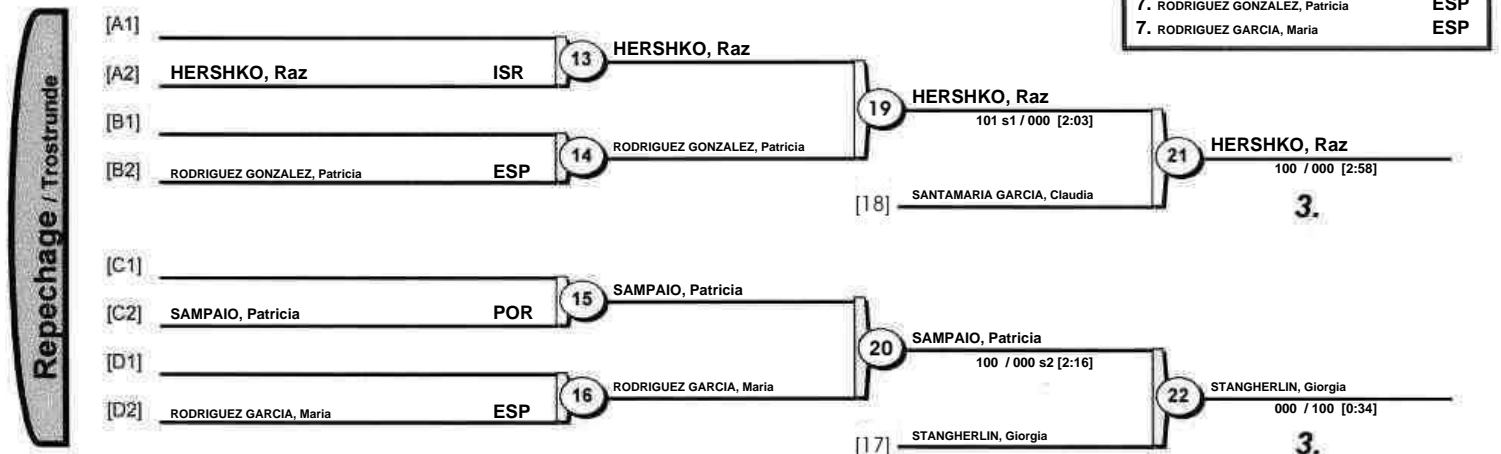 7. RODRIGUEZ GONZALEZ, Patricia ESP
7. RODRIGUEZ GARCIA, Maria ESP
Repechage / Trostrunde
[A1]
[A2] HERSHKO, Raz ISR
13 HERSHKO, Raz
[B1]
[B2] RODRIGUEZ GONZALEZ, Patricia ESP
14 RODRIGUEZ GONZALEZ, Patricia
19 HERSHKO, Raz
101 s1 / 000 [2:03]
[18] SANTAMARIA GARCIA, Claudia
21 HERSHKO, Raz
100 / 000 [2:58]
3.
[C1]
[C2] SAMPAIO, Patricia POR
15 SAMPAIO, Patricia
[D1]
[D2] RODRIGUEZ GARCIA, Maria ESP
16 RODRIGUEZ GARCIA, Maria
20 SAMPAIO, Patricia
100 / 000 s2 [2:16]
[17] STANGHERLIN, Giorgia
22 STANGHERLIN, Giorgia
000 / 100 [0:34]
3.